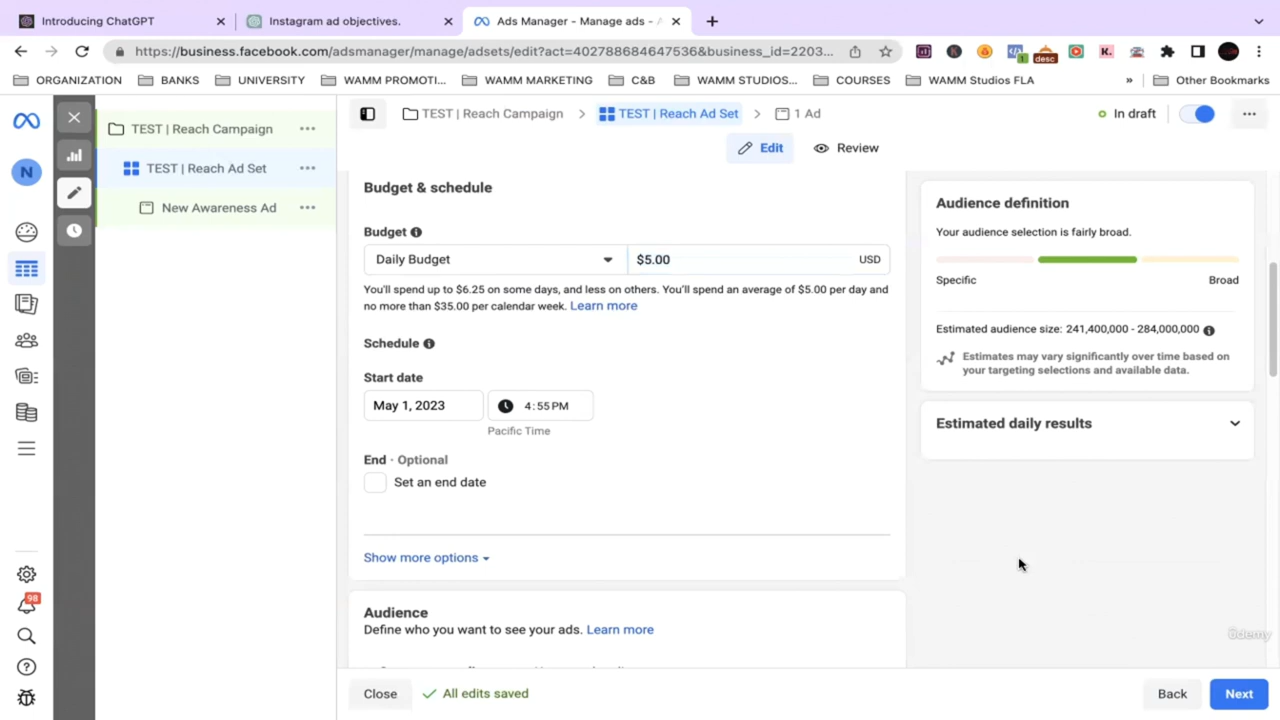 Introducing ChatGPT
Instagram ad objectives.
Ads Manager - Manage ads - A
https://business.facebook.com/adsmanager/manage/adsets/edit?act=402788684647536&business_id=2203...
1
desc
K.
ORGANIZATION
BANKS
UNIVERSITY
WAMM PROMOTI...
WAMM MARKETING
C&B
WAMM STUDIOS...
COURSES
WAMM Studios FLA
»
Other Bookmarks
TEST | Reach Campaign
TEST | Reach Ad Set
1 Ad
In draft
N
TEST | Reach Campaign
TEST | Reach Ad Set
New Awareness Ad
98
Edit
Review
Budget & schedule
Budget
Daily Budget
$5.00
USD
You'll spend up to $6.25 on some days, and less on others. You'll spend an average of $5.00 per day and
no more than $35.00 per calendar week. Learn more
Schedule
Start date
May 1, 2023
4:55PM
Pacific Time
End · Optional
Set an end date
Show more options
Audience
Define who you want to see your ads. Learn more
Audience definition
Your audience selection is fairly broad.
Specific
Broad
Estimated audience size: 241,400,000 - 284,000,000
Estimates may vary significantly over time based on
your targeting selections and available data.
Estimated daily results
Udemy
Close
All edits saved
Back
Next